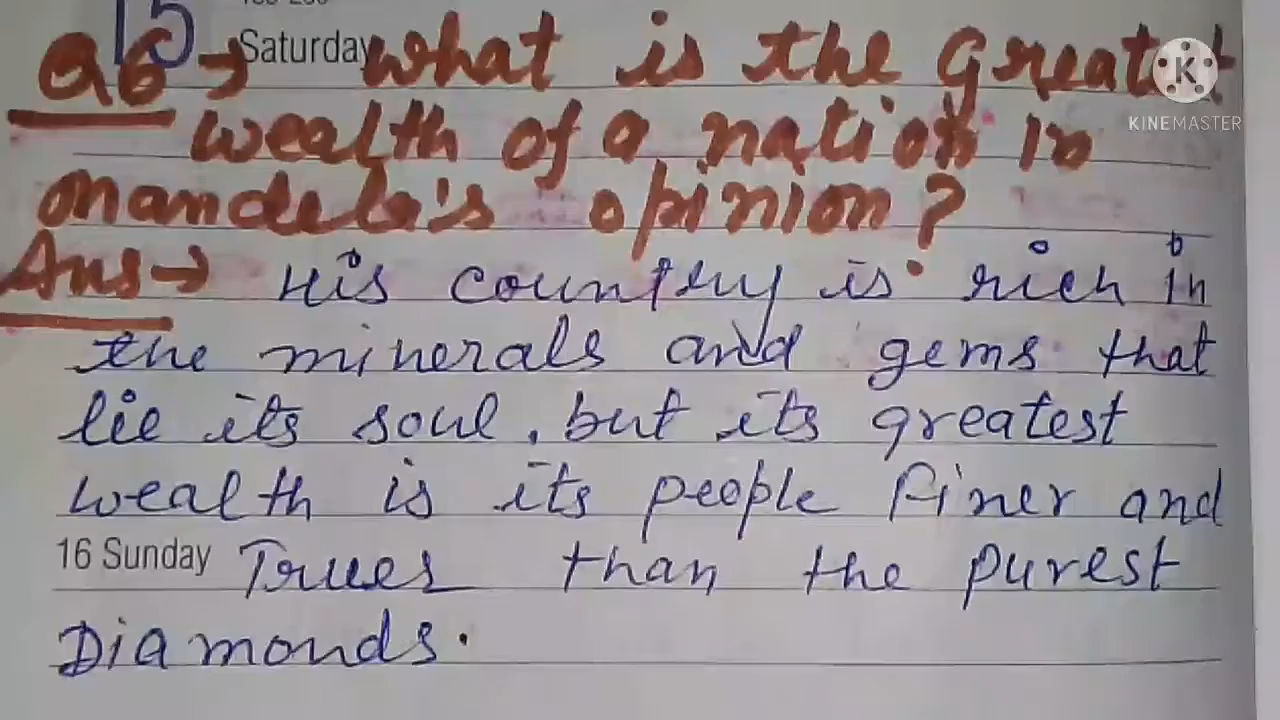 15 Saturday
Q6→ What is the Greatest
KINEMASTER
wealth of a nation in
mandela's opinion?
Ans→ His country is rich in
the minerals and gems that
lie its soul, but its greatest
wealth is its people finer and
16 Sunday Truer than the purest
Diamonds.